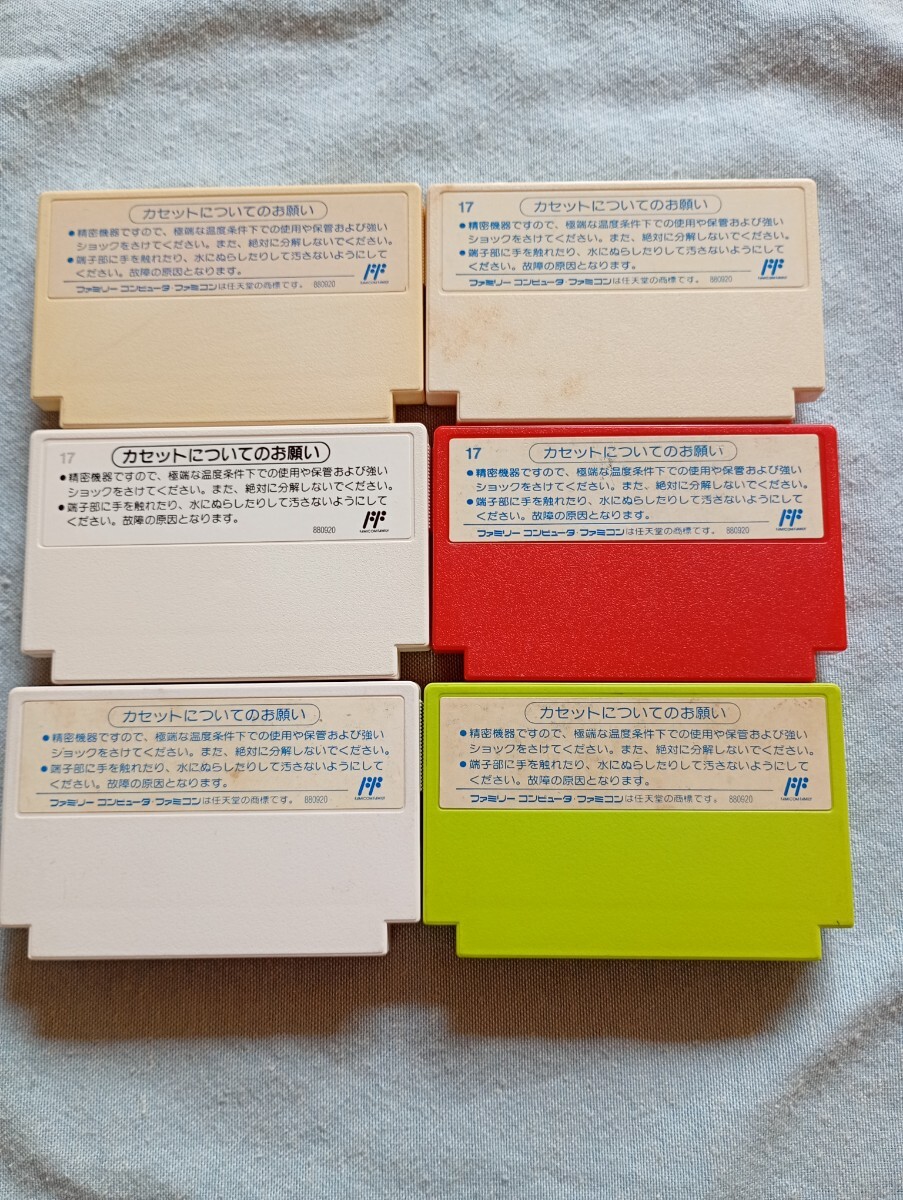 カセットについてのお願い
●精密機器ですので、極端な温度条件下での使用や保管および強い
ショックをさけてください。また、絶対に分解しないでください。
●端子部に手を触れたり、水にぬらしたりして汚さないようにして
ください。故障の原因となります。
FAMICOM FAMILY
ファミリーコンピュータ・ファミコンは任天堂の商標です。 880920
17
カセットについてのお願い
●精密機器ですので、極端な温度条件下での使用や保管および強い
ショックをさけてください。また、絶対に分解しないでください。
●端子部に手を触れたり、水にぬらしたりして汚さないようにして
ください。故障の原因となります。
FAMICOM FAMILY
ファミリーコンピュータ・ファミコンは任天堂の商標です。 880920
17
カセットについてのお願い
●精密機器ですので、極端な温度条件下での使用や保管および強い
ショックをさけてください。また、絶対に分解しないでください。
●端子部に手を触れたり、水にぬらしたりして汚さないようにして
ください。故障の原因となります。
880920
FAMICOM FAMILY
17
カセットについてのお願い
●精密機器ですので、極端な温度条件下での使用や保管および強い
ショックをさけてください。また、絶対に分解しないでください。
●端子部に手を触れたり、水にぬらしたりして汚さないようにして
ください。故障の原因となります。
FAMICOM FAMILY
ファミリーコンピュータ・ファミコンは任天堂の商標です。 880920
カセットについてのお願い
●精密機器ですので、極端な温度条件下での使用や保管および強い
ショックをさけてください。また、絶対に分解しないでください。
●端子部に手を触れたり、水にぬらしたりして汚さないようにして
ください。故障の原因となります。
FAMICOM FAMILY
ファミリーコンピュータ・ファミコンは任天堂の商標です。 880920
カセットについてのお願い
●精密機器ですので、極端な温度条件下での使用や保管および強い
ショックをさけてください。また、絶対に分解しないでください。
●端子部に手を触れたり、水にぬらしたりして汚さないようにして
ください。故障の原因となります。
FAMICOM FAMILY
ファミリーコンピュータ・ファミコンは任天堂の商標です。 880920